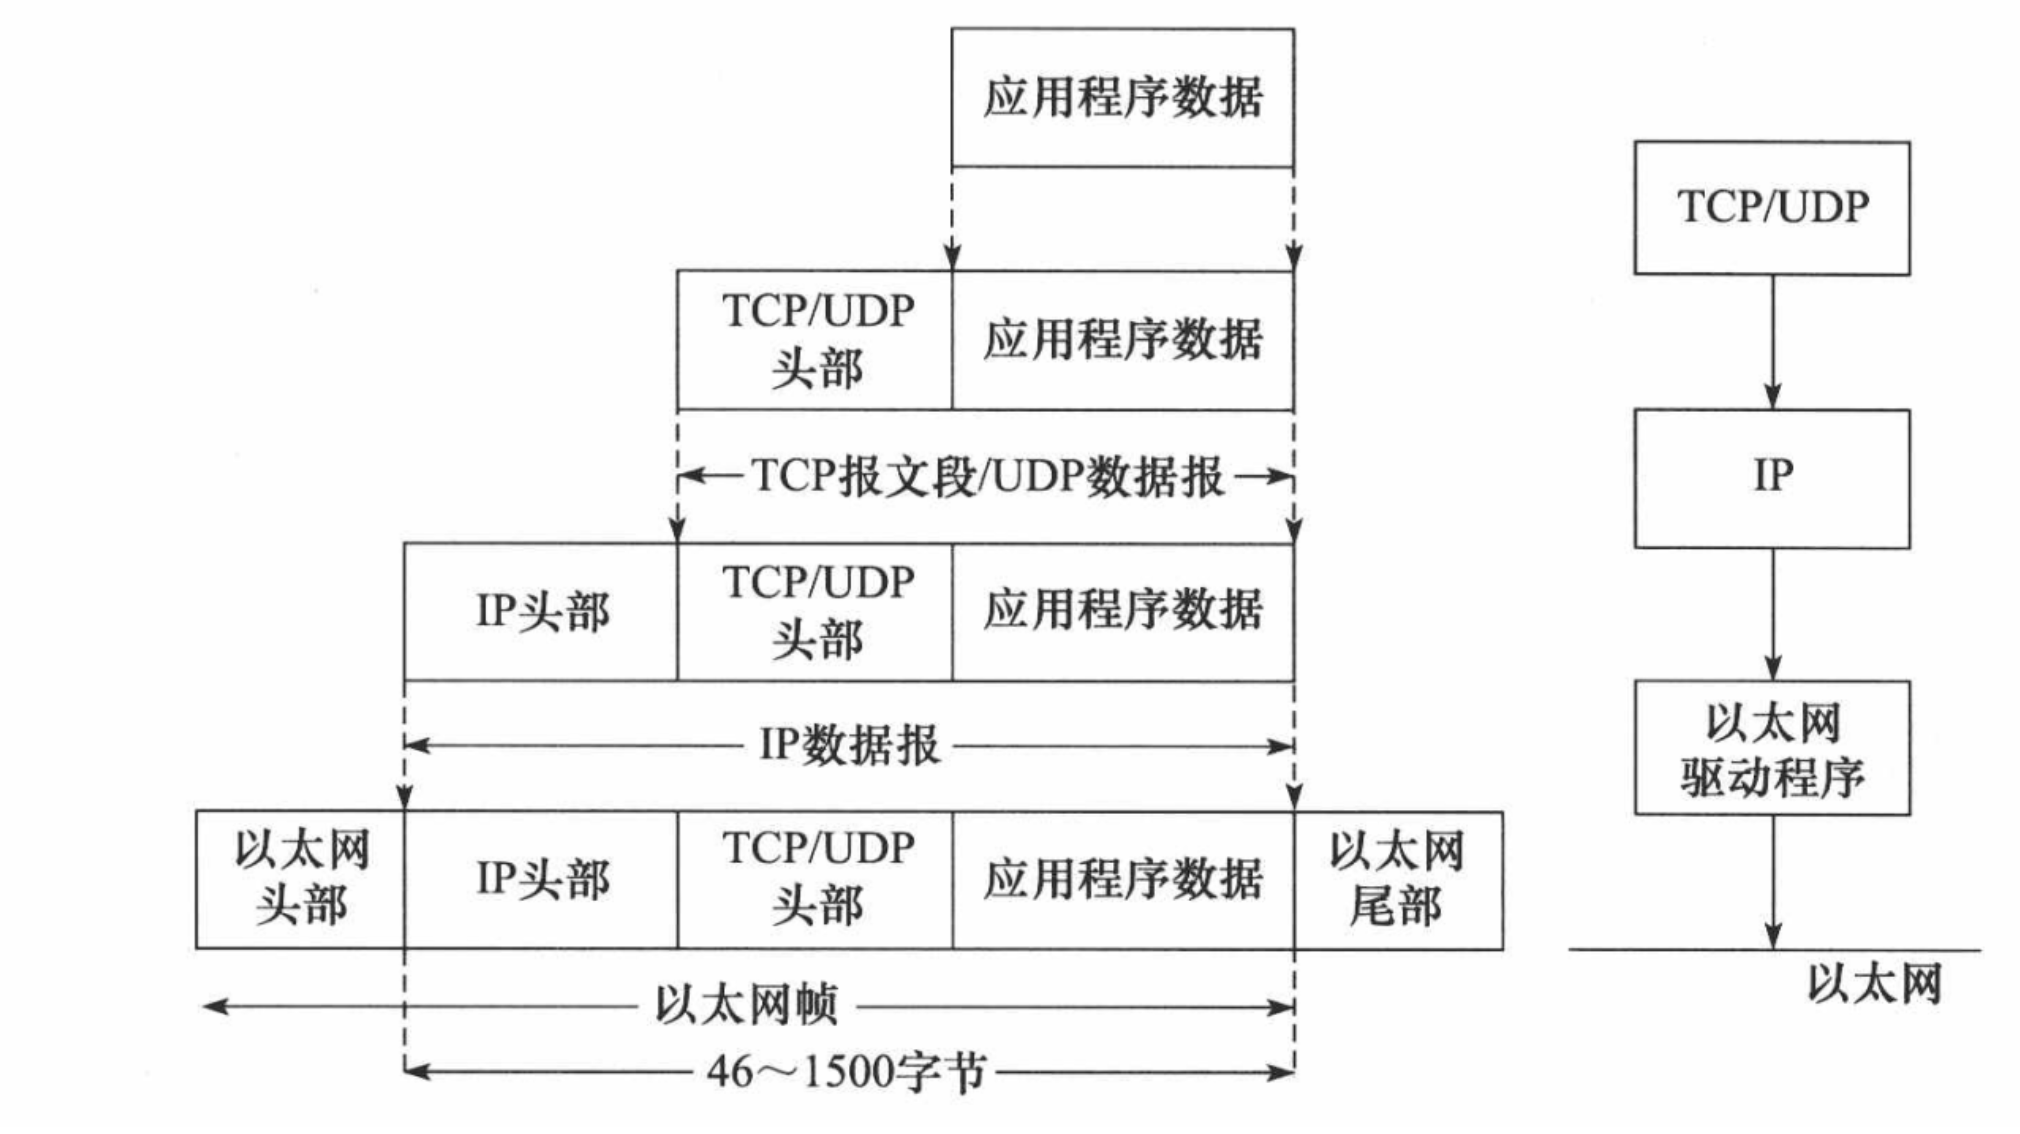 应用程序数据
TCP/UDP
TCP/UDP
头部
应用程序数据
TCP报文段/UDP数据报
IP
IP头部
TCP/UDP
头部
应用程序数据
IP数据报
以太网
驱动程序
以太网
头部
IP头部
TCP/UDP
头部
应用程序数据
以太网
尾部
以太网
以太网帧
46～1500字节